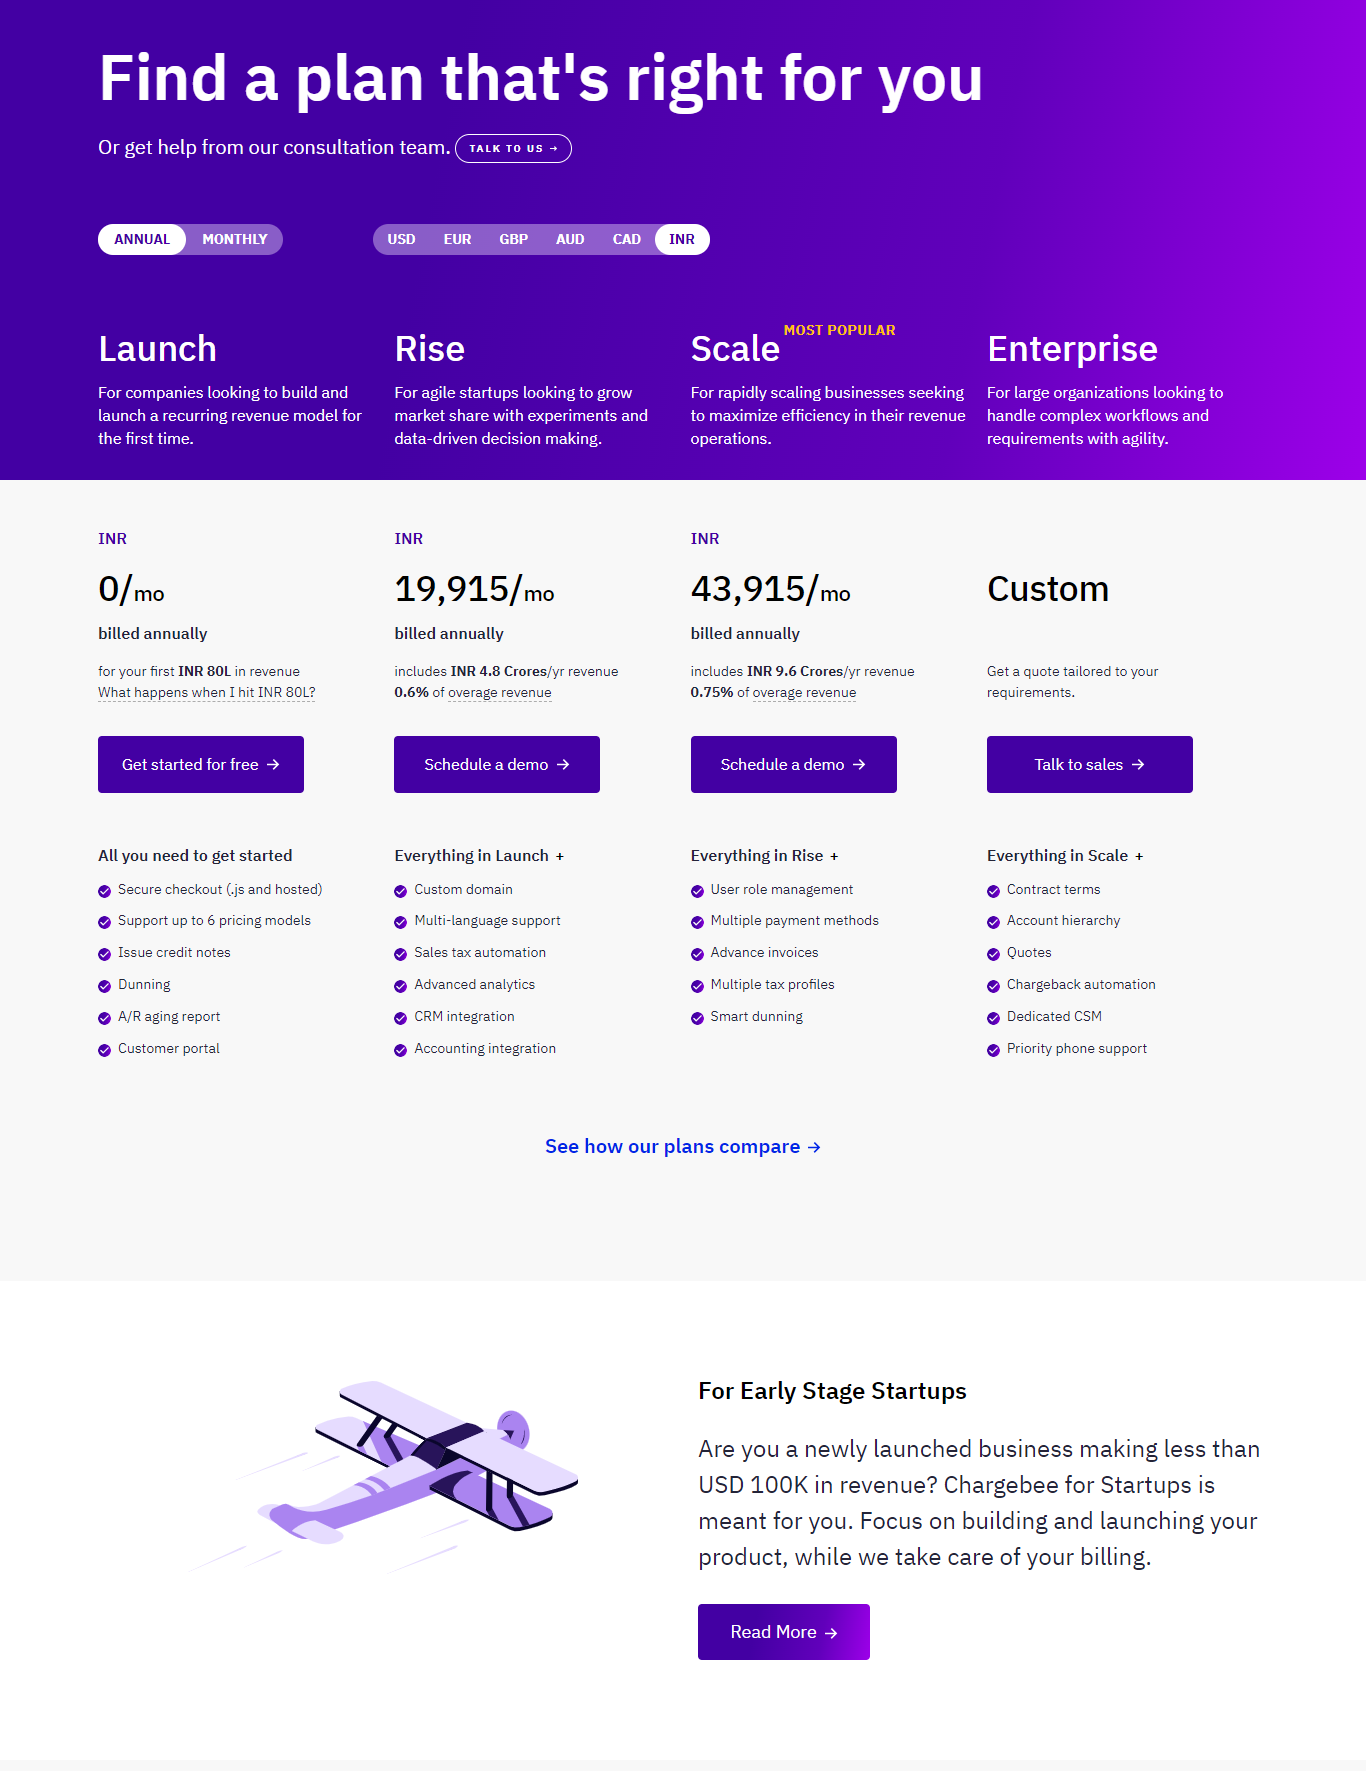 Find a plan that's right for you
Or get help from our consultation team. TALK TO US →
ANNUAL MONTHLY
USD EUR GBP AUD CAD INR
Launch
For companies looking to build and
launch a recurring revenue model for
the first time.
Rise
For agile startups looking to grow
market share with experiments and
data-driven decision making.
Scale MOST POPULAR
For rapidly scaling businesses seeking
to maximize efficiency in their revenue
operations.
Enterprise
For large organizations looking to
handle complex workflows and
requirements with agility.
INR
0/mo
billed annually
for your first INR 80L in revenue
What happens when I hit INR 80L?
Get started for free →
All you need to get started
Secure checkout (.js and hosted)
Support up to 6 pricing models
Issue credit notes
Dunning
A/R aging report
Customer portal
INR
19,915/mo
billed annually
includes INR 4.8 Crores/yr revenue
0.6% of overage revenue
Schedule a demo →
Everything in Launch +
Custom domain
Multi-language support
Sales tax automation
Advanced analytics
CRM integration
Accounting integration
INR
43,915/mo
billed annually
includes INR 9.6 Crores/yr revenue
0.75% of overage revenue
Schedule a demo →
Everything in Rise +
User role management
Multiple payment methods
Advance invoices
Multiple tax profiles
Smart dunning
Custom
Get a quote tailored to your
requirements.
Talk to sales →
Everything in Scale +
Contract terms
Account hierarchy
Quotes
Chargeback automation
Dedicated CSM
Priority phone support
See how our plans compare →
For Early Stage Startups
Are you a newly launched business making less than
USD 100K in revenue? Chargebee for Startups is
meant for you. Focus on building and launching your
product, while we take care of your billing.
Read More →